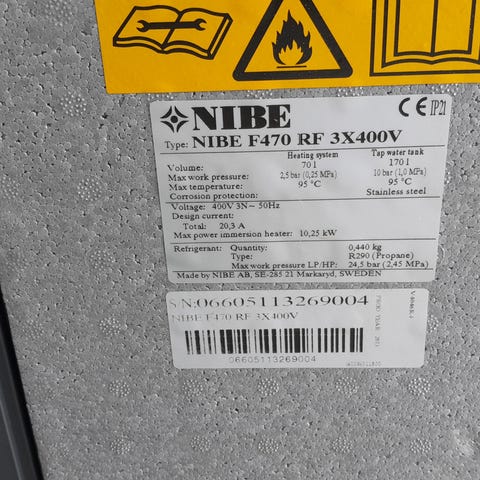 NIBE CE IP21
Type: NIBE F470 RF 3X400V
Heating system Tap water tank
Volume: 70 l 170 l
Max work pressure: 2,5 bar (0,25 MPa) 10 bar (1,0 MPa)
Max temperature: 95 °C 95 °C
Corrosion protection: Stainless steel
Voltage: 400V 3N~ 50Hz
Design current:
Total: 20,3 A
Max power immersion heater: 10,25 kW
Refrigerant: Quantity: 0,440 kg
Type: R290 (Propane)
Max work pressure LP/HP: 24,5 bar (2,45 MPa)
Made by NIBE AB, SE-285 21 Markaryd, SWEDEN
S/N:06605113269004
NIBE F470 RF 3X400V
06605113269004